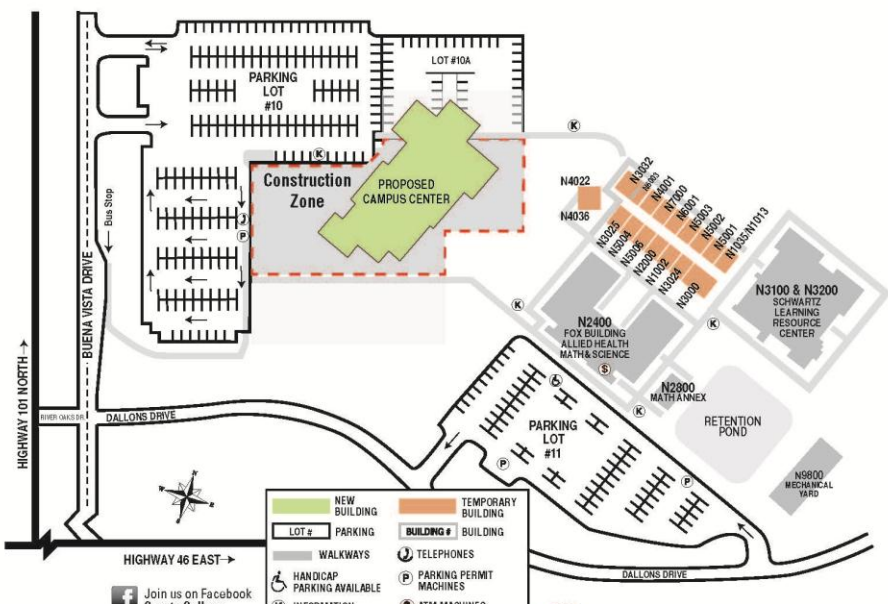 LOT #10A
PARKING
LOT
#10
K
K
Construction
Zone
PROPOSED
CAMPUS CENTER
P
Bus Stop
BUENA VISTA DRIVE
HIGHWAY 101 NORTH→
RIVER OAKS DR.
DALLONS DRIVE
N4022
N4036
N3032
N6003
N4001
N7000
N6001
N5003
N5002
N5001
N1035/N1013
N3025
N5004
N5006
N2000
N1002
N3024
N3000
K
K
N3100 & N3200
SCHWARTZ
LEARNING
RESOURCE
CENTER
N2400
FOX BUILDING
ALLIED HEALTH
MATH & SCIENCE
$
N2800
MATH ANNEX
K
RETENTION
POND
N9800
MECHANICAL
YARD
PARKING
LOT
#11
P
P
HIGHWAY 46 EAST→
DALLONS DRIVE
NEW
BUILDING
TEMPORARY
BUILDING
LOT # PARKING
BUILDING # BUILDING
WALKWAYS
TELEPHONES
HANDICAP
PARKING AVAILABLE
P PARKING PERMIT
MACHINES
INFORMATION
ATM MACHINES
f Join us on Facebook